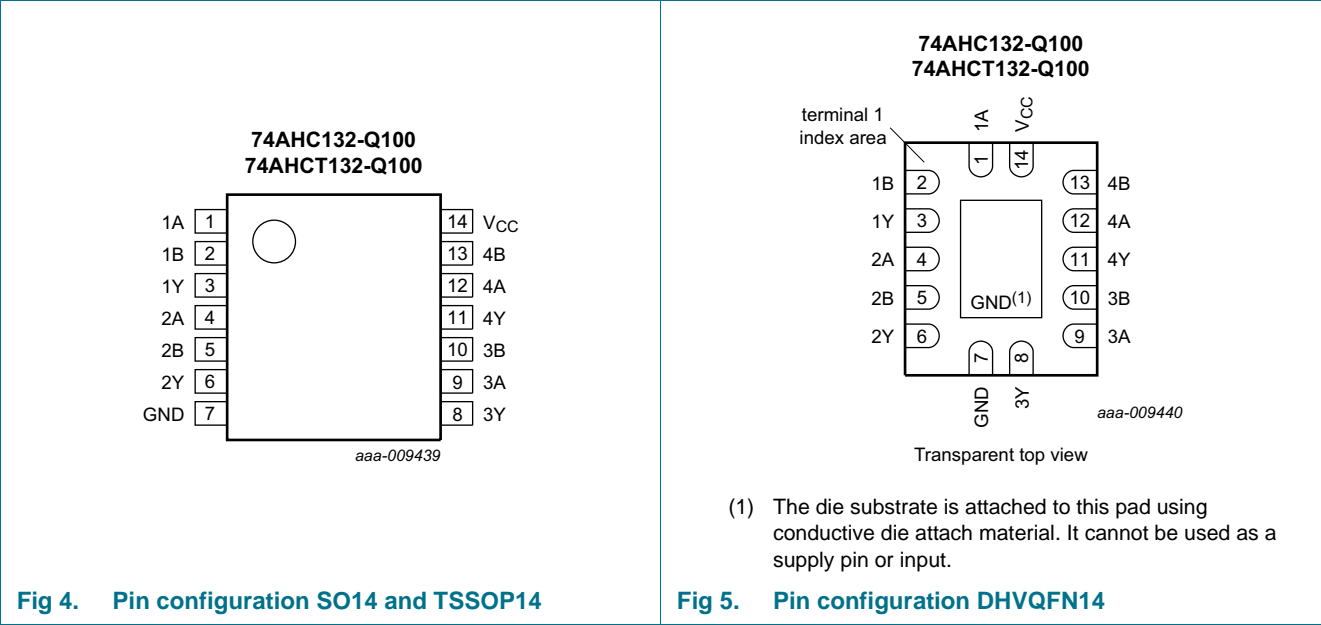 74AHC132-Q100
74AHCT132-Q100
1A 1
1B 2
1Y 3
2A 4
2B 5
2Y 6
GND 7
14 VCC
13 4B
12 4A
11 4Y
10 3B
9 3A
8 3Y
aaa-009439
Fig 4. Pin configuration SO14 and TSSOP14
74AHC132-Q100
74AHCT132-Q100
terminal 1
index area
1A
VCC
1
14
1B 2
1Y 3
2A 4
2B 5
2Y 6
13 4B
12 4A
11 4Y
10 3B
9 3A
GND(1)
7
8
GND
3Y
aaa-009440
Transparent top view
(1) The die substrate is attached to this pad using
conductive die attach material. It cannot be used as a
supply pin or input.
Fig 5. Pin configuration DHVQFN14